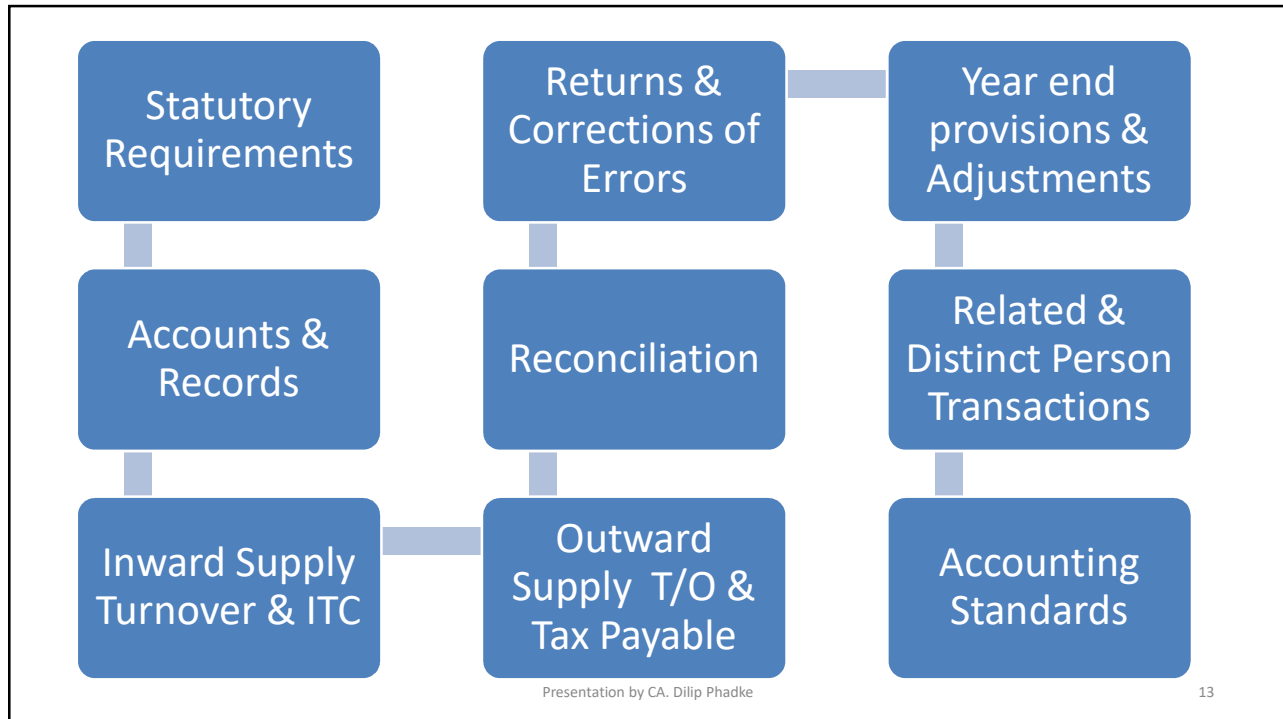 Statutory
Requirements
Accounts &
Records
Inward Supply
Turnover & ITC
Outward
Supply T/O &
Tax Payable
Reconciliation
Returns &
Corrections of
Errors
Year end
provisions &
Adjustments
Related &
Distinct Person
Transactions
Accounting
Standards
Presentation by CA. Dilip Phadke
13